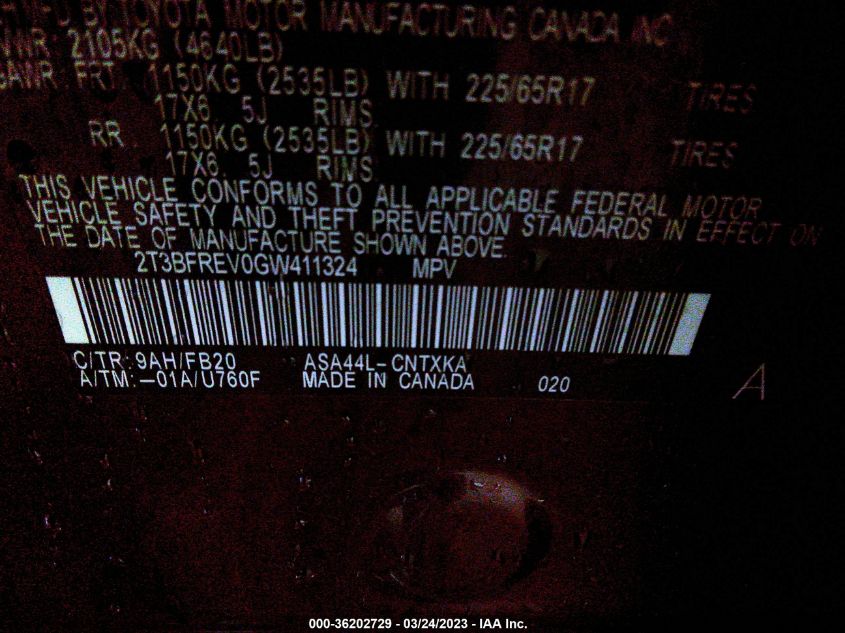 MFD BY: TOYOTA MOTOR MANUFACTURING CANADA INC
VWR: 2105KG (4640LB)
GAWR: FRT. 1150KG (2535LB) WITH 225/65R17 TIRES
17X6. 5J RIMS
RR. 1150KG (2535LB) WITH 225/65R17 TIRES
17X6. 5J RIMS
THIS VEHICLE CONFORMS TO ALL APPLICABLE FEDERAL MOTOR
VEHICLE SAFETY AND THEFT PREVENTION STANDARDS IN EFFECT ON
THE DATE OF MANUFACTURE SHOWN ABOVE.
2T3BFREV0GW411324 MPV
C/TR: 9AH/FB20 ASA44L-CNTXKA
A/TM: -01A/U760F MADE IN CANADA 020
A
000-36202729 - 03/24/2023 - IAA Inc.